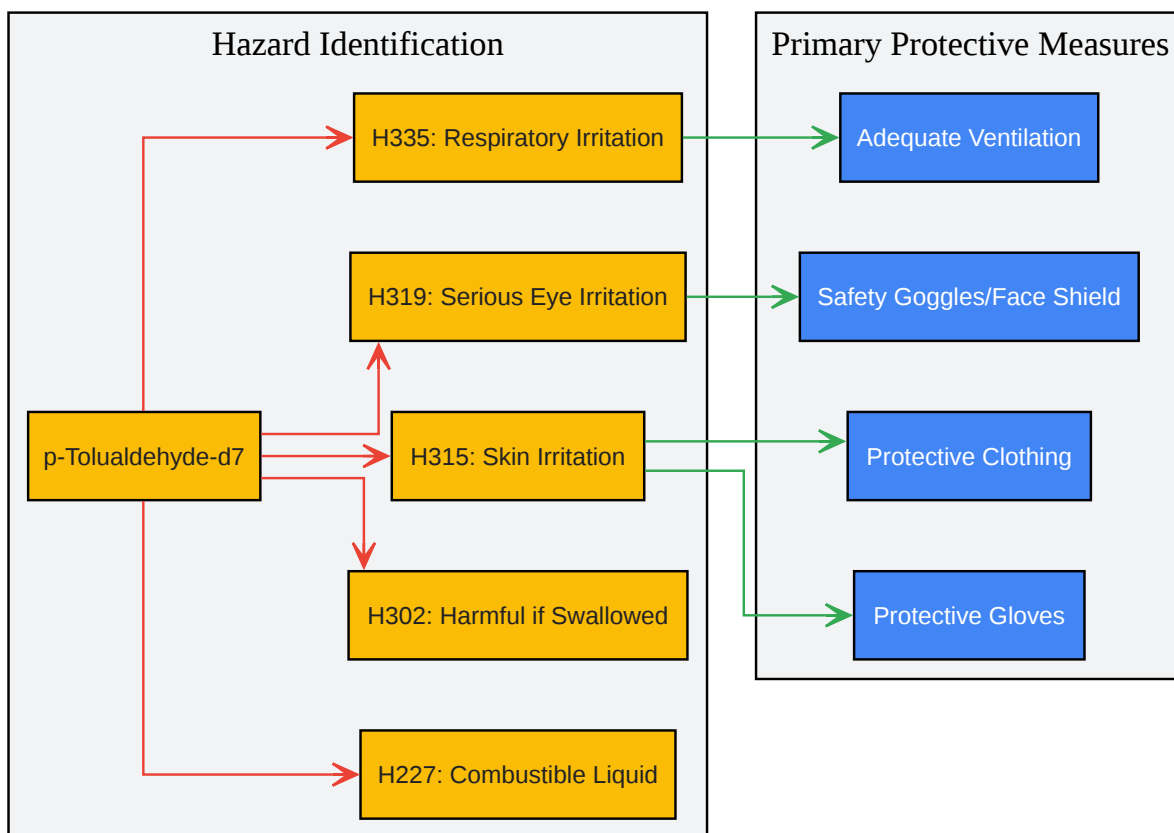 Hazard Identification
Primary Protective Measures
H335: Respiratory Irritation
Adequate Ventilation
H319: Serious Eye Irritation
Safety Goggles/Face Shield
p-Tolualdehyde-d7
H315: Skin Irritation
Protective Clothing
H302: Harmful if Swallowed
Protective Gloves
H227: Combustible Liquid